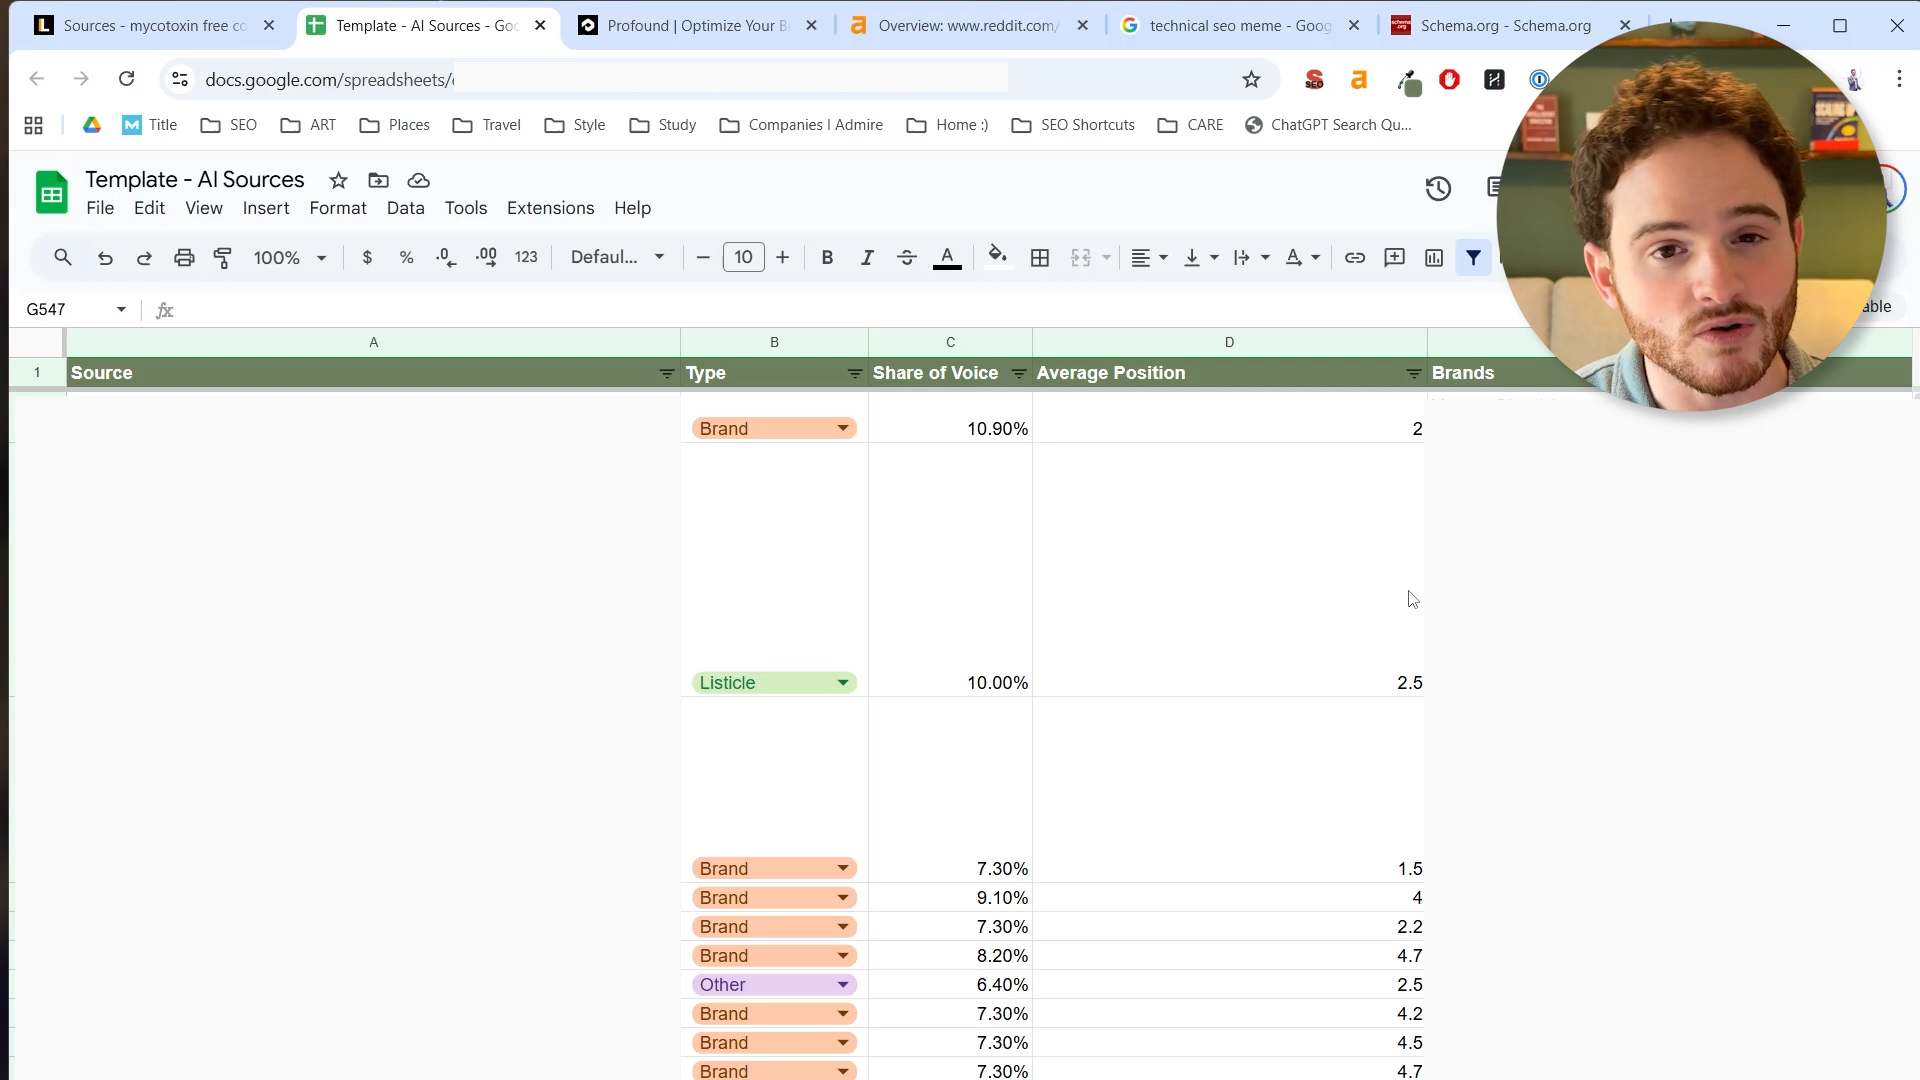 Sources - mycotoxin free co
Template - AI Sources - Goo
Profound | Optimize Your B
Overview: www.reddit.com/
technical seo meme - Goog
Schema.org - Schema.org
docs.google.com/spreadsheets/
Title
SEO
ART
Places
Travel
Style
Study
Companies I Admire
Home :)
SEO Shortcuts
CARE
ChatGPT Search Qu...
Template - AI Sources
File Edit View Insert Format Data Tools Extensions Help
100% $ % .0 .00 123 Defaul... 10 B I S A
G547 fx able
A B C D
1 Source Type Share of Voice Average Position Brands
Brand 10.90% 2
Listicle 10.00% 2.5
Brand 7.30% 1.5
Brand 9.10% 4
Brand 7.30% 2.2
Brand 8.20% 4.7
Other 6.40% 2.5
Brand 7.30% 4.2
Brand 7.30% 4.5
Brand 7.30% 4.7